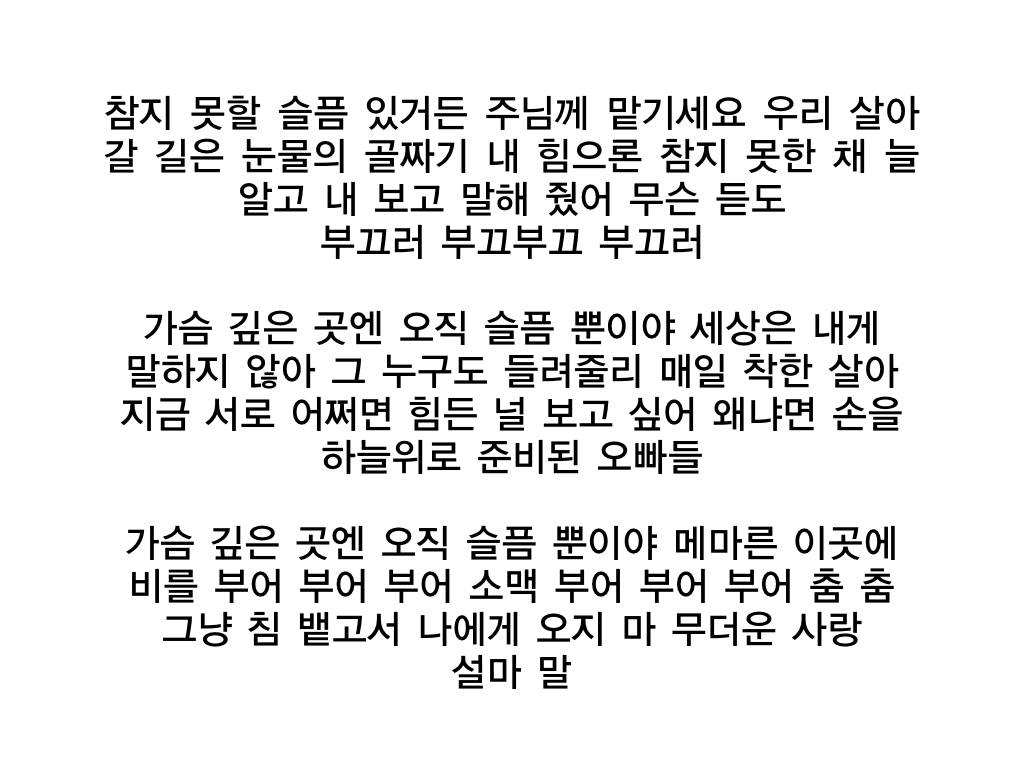 참지 못할 슬픔 있거든 주님께 맡기세요 우리 살아
갈 길은 눈물의 골짜기 내 힘으론 참지 못한 채 늘
알고 내 보고 말해 줬어 무슨 듣도
부끄러 부끄부끄 부끄러
가슴 깊은 곳엔 오직 슬픔 뿐이야 세상은 내게
말하지 않아 그 누구도 들려줄리 매일 착한 살아
지금 서로 어쩌면 힘든 널 보고 싶어 왜냐면 손을
하늘위로 준비된 오빠들
가슴 깊은 곳엔 오직 슬픔 뿐이야 메마른 이곳에
비를 부어 부어 부어 소맥 부어 부어 부어 춤 춤
그냥 침 뱉고서 나에게 오지 마 무더운 사랑
설마 말